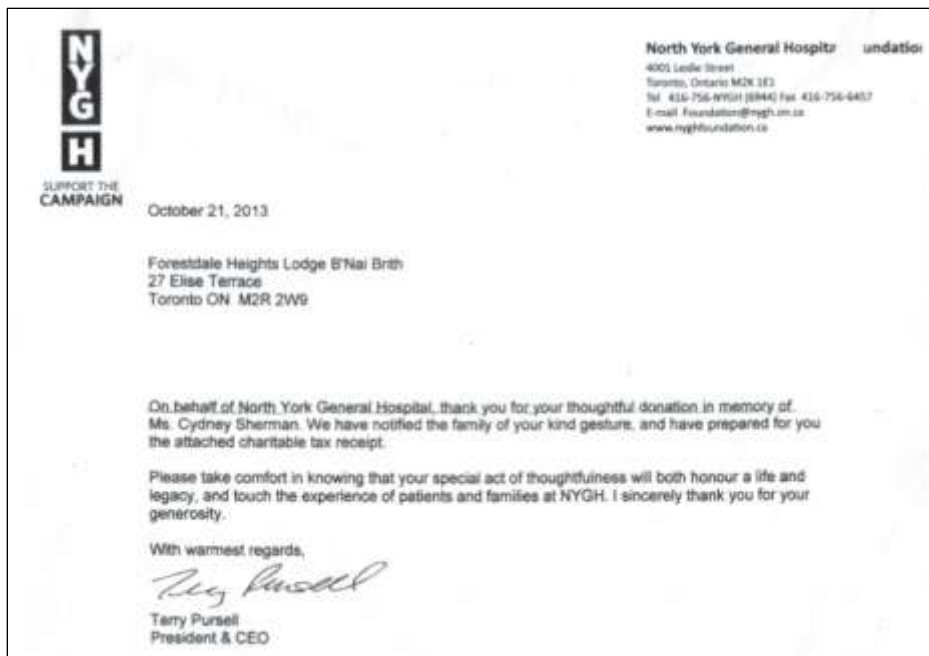 NYGH
SUPPORT THE
CAMPAIGN
North York General Hospita undation
4001 Leslie Street
Toronto, Ontario M2K 1E1
Tel 416-756-NYGH (6944) Fax 416-756-6457
E-mail Foundation@nygh.on.ca
www.nyghfoundation.ca
October 21, 2013
Forestdale Heights Lodge B'Nai Brith
27 Elise Terrace
Toronto ON M2R 2W9
On behalf of North York General Hospital, thank you for your thoughtful donation in memory of
Ms. Cydney Sherman. We have notified the family of your kind gesture, and have prepared for you
the attached charitable tax receipt.
Please take comfort in knowing that your special act of thoughtfulness will both honour a life and
legacy, and touch the experience of patients and families at NYGH. I sincerely thank you for your
generosity.
With warmest regards,
Terry Pursell
Terry Pursell
President & CEO